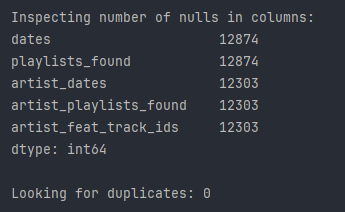 Inspecting number of nulls in columns:
dates 12874
playlists_found 12874
artist_dates 12303
artist_playlists_found 12303
artist_feat_track_ids 12303
dtype: int64
Looking for duplicates: 0